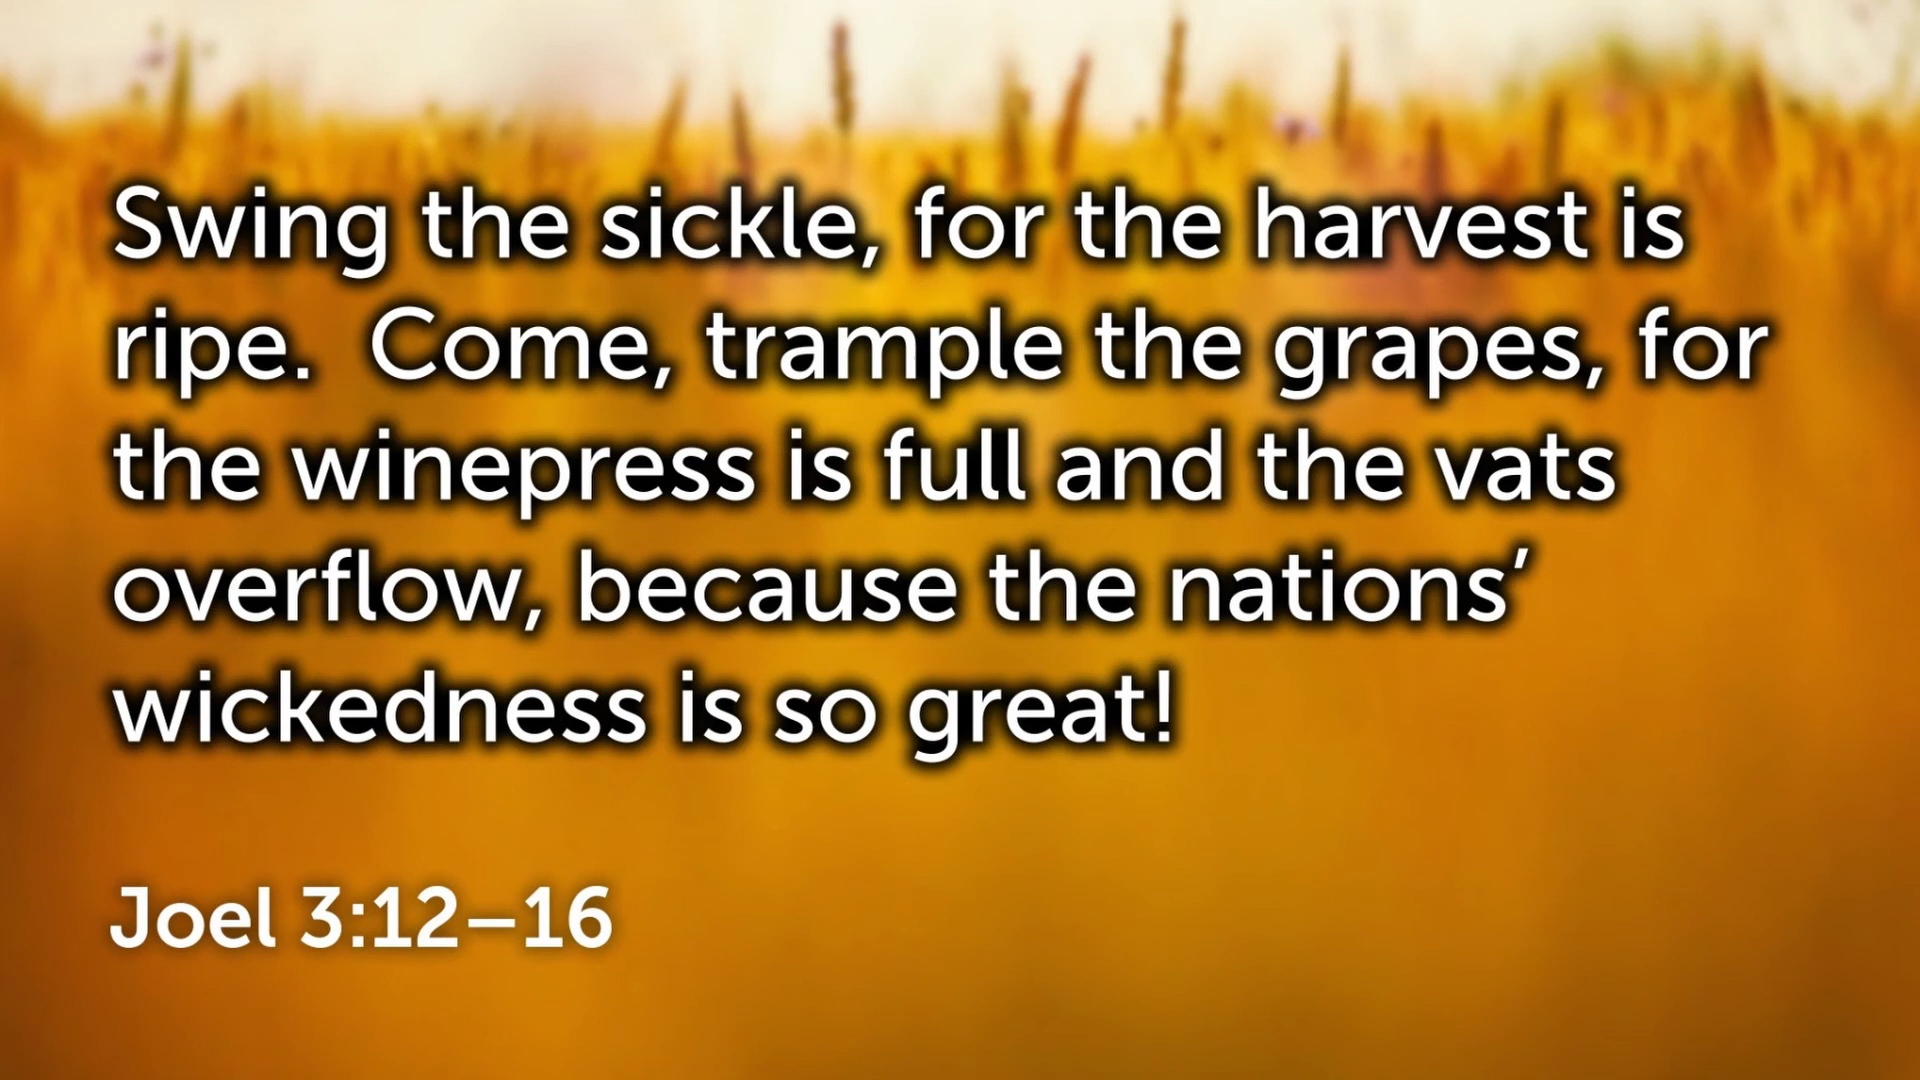 Swing the sickle, for the harvest is
ripe.  Come, trample the grapes, for
the winepress is full and the vats
overflow, because the nations’
wickedness is so great!
Joel 3:12–16